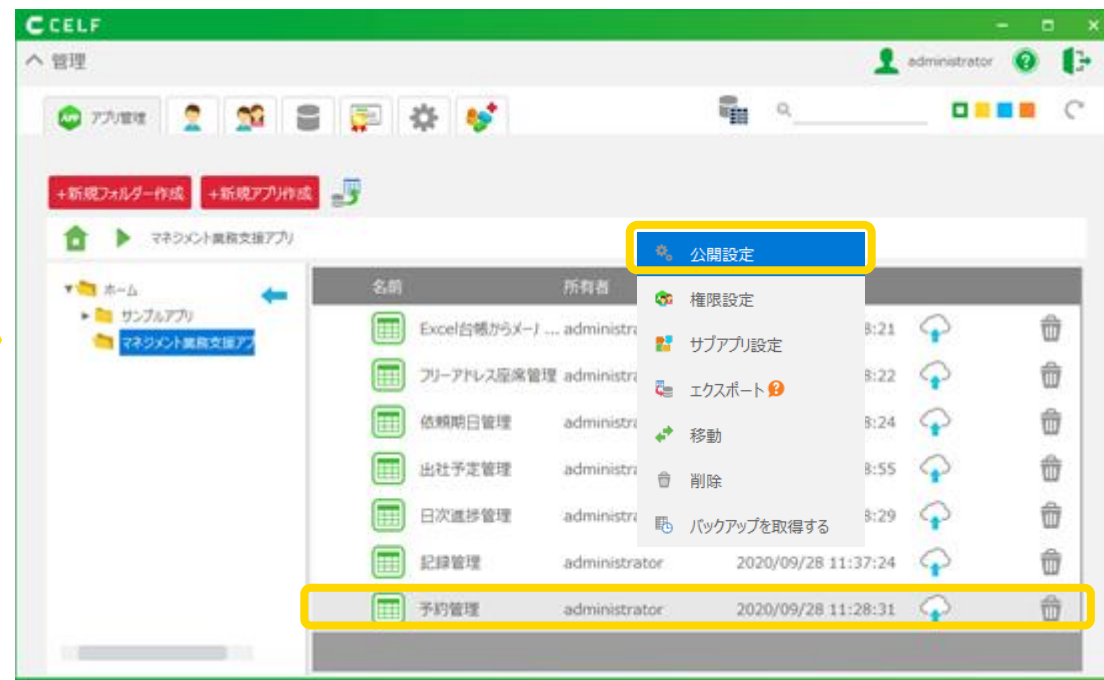 CELF
管理
administrator
アプリ管理
+新規フォルダー作成 +新規アプリ作成
マネジメント業務支援アプリ
ホーム
サンプルアプリ
マネジメント業務支援アプ
名前 所有者
Excel台帳からメー) ... administra 8:21
フリーアドレス座席管理 administra 8:22
依頼期日管理 administra 8:24
出社予定管理 administra 8:55
日次進捗管理 administra 8:29
記録管理 administrator 2020/09/28 11:37:24
予約管理 administrator 2020/09/28 11:28:31
公開設定
権限設定
サブアプリ設定
エクスポート
移動
削除
バックアップを取得する